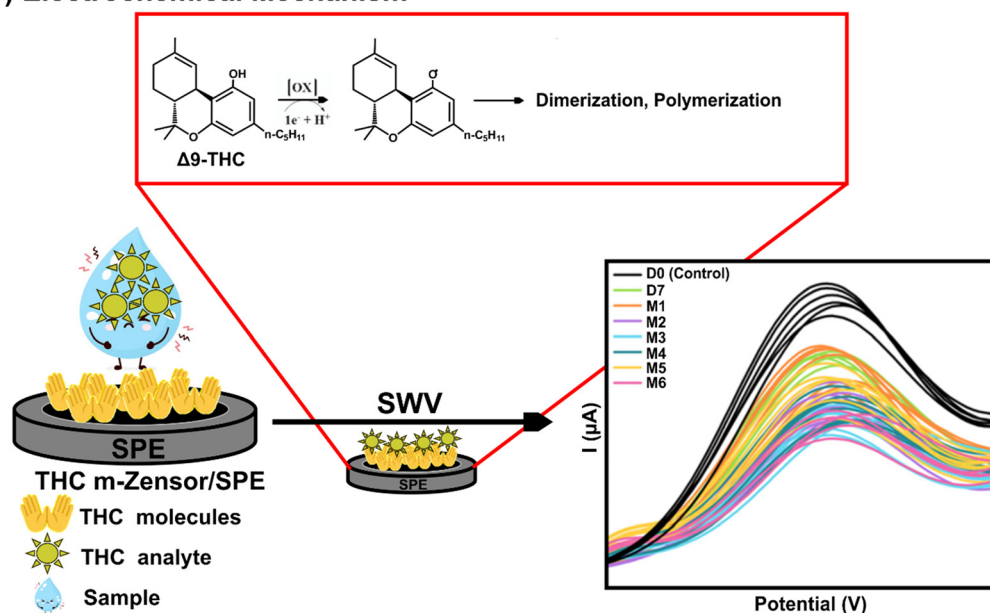 OH
[OX]
1e⁻ + H⁺
O
n-C₅H₁₁
O
O
n-C₅H₁₁
Dimerization, Polymerization
Δ9-THC
SPE
THC m-Zensor/SPE
THC molecules
THC analyte
Sample
SWV
SPE
D0 (Control)
D7
M1
M2
M3
M4
M5
M6
I (µA)
Potential (V)